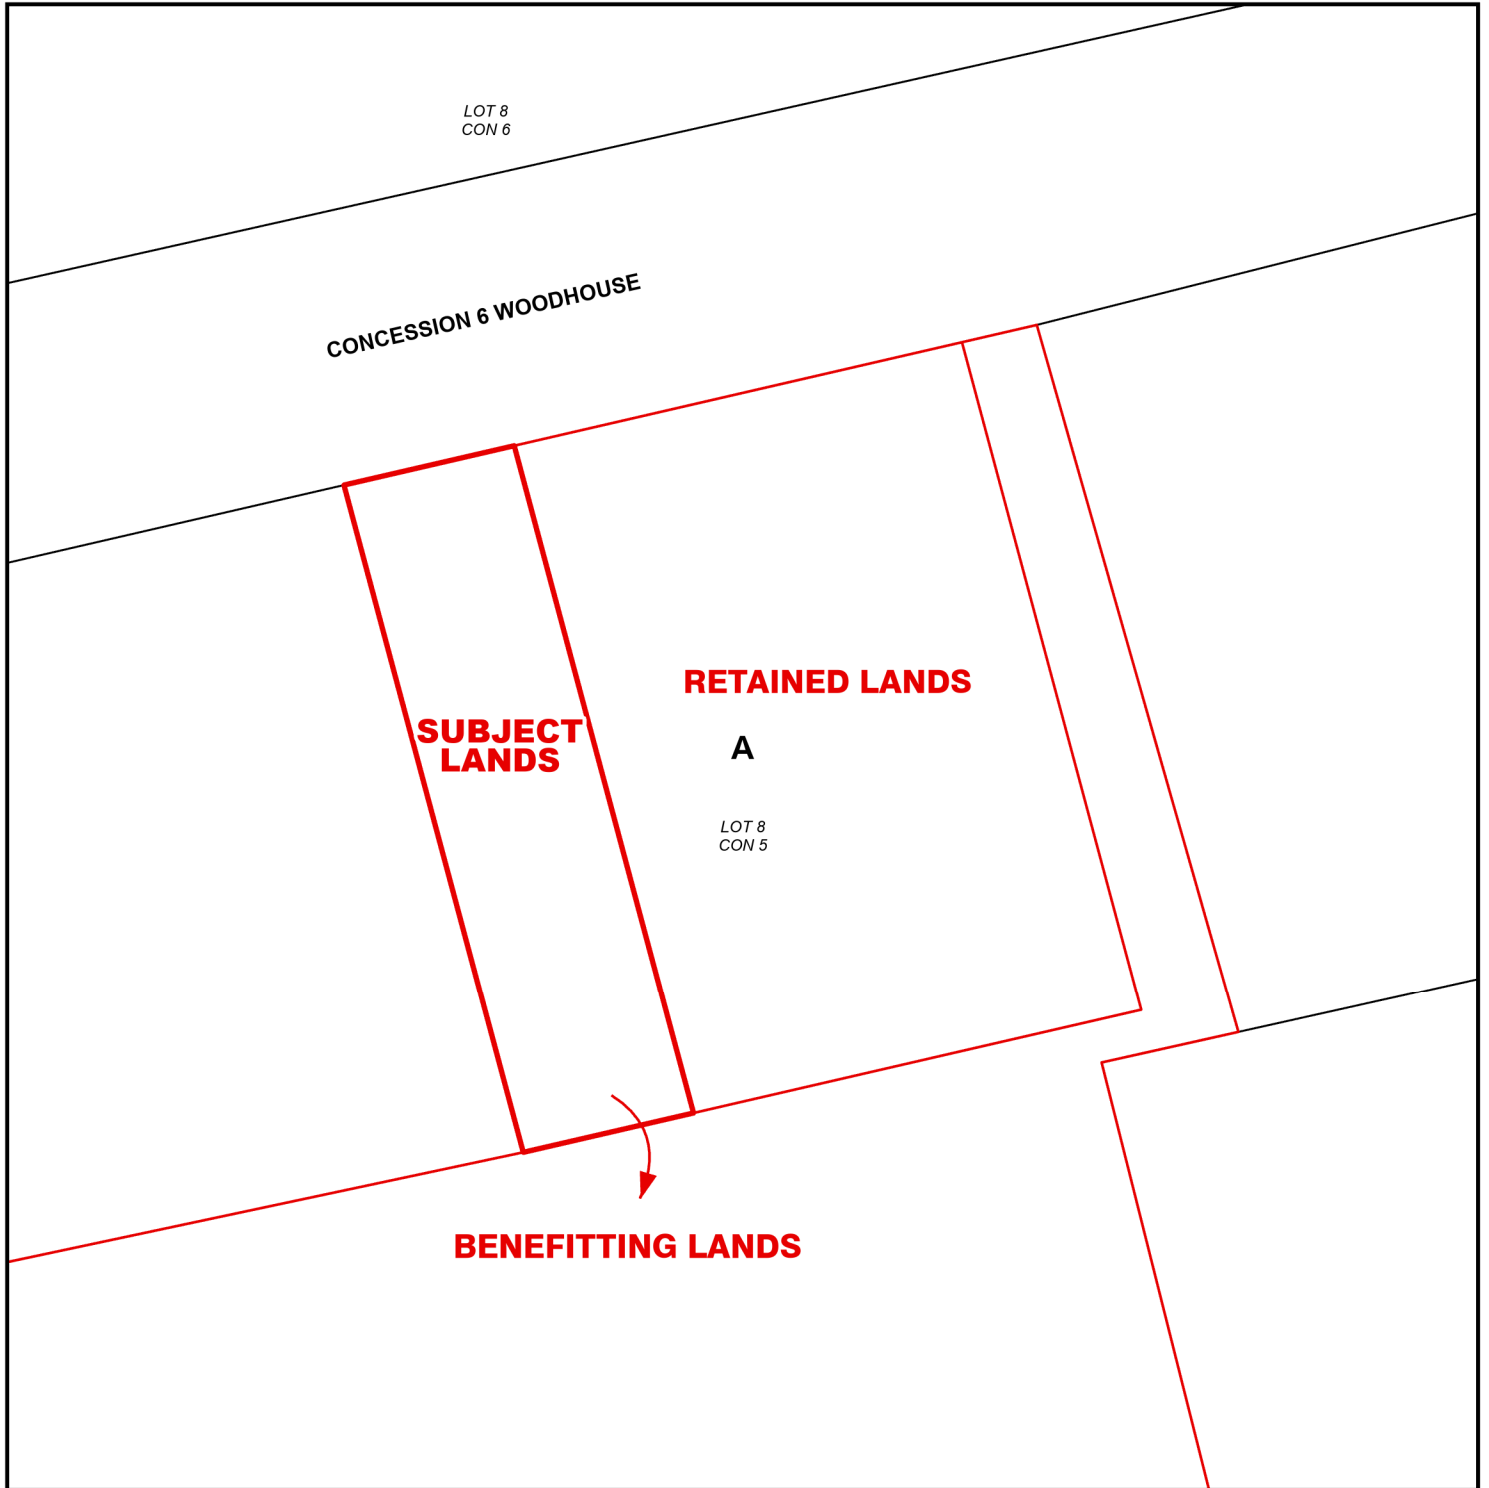 LOT 8
CON 6
CONCESSION 6 WOODHOUSE
RETAINED LANDS
SUBJECT
LANDS
A
LOT 8
CON 5
BENEFITTING LANDS